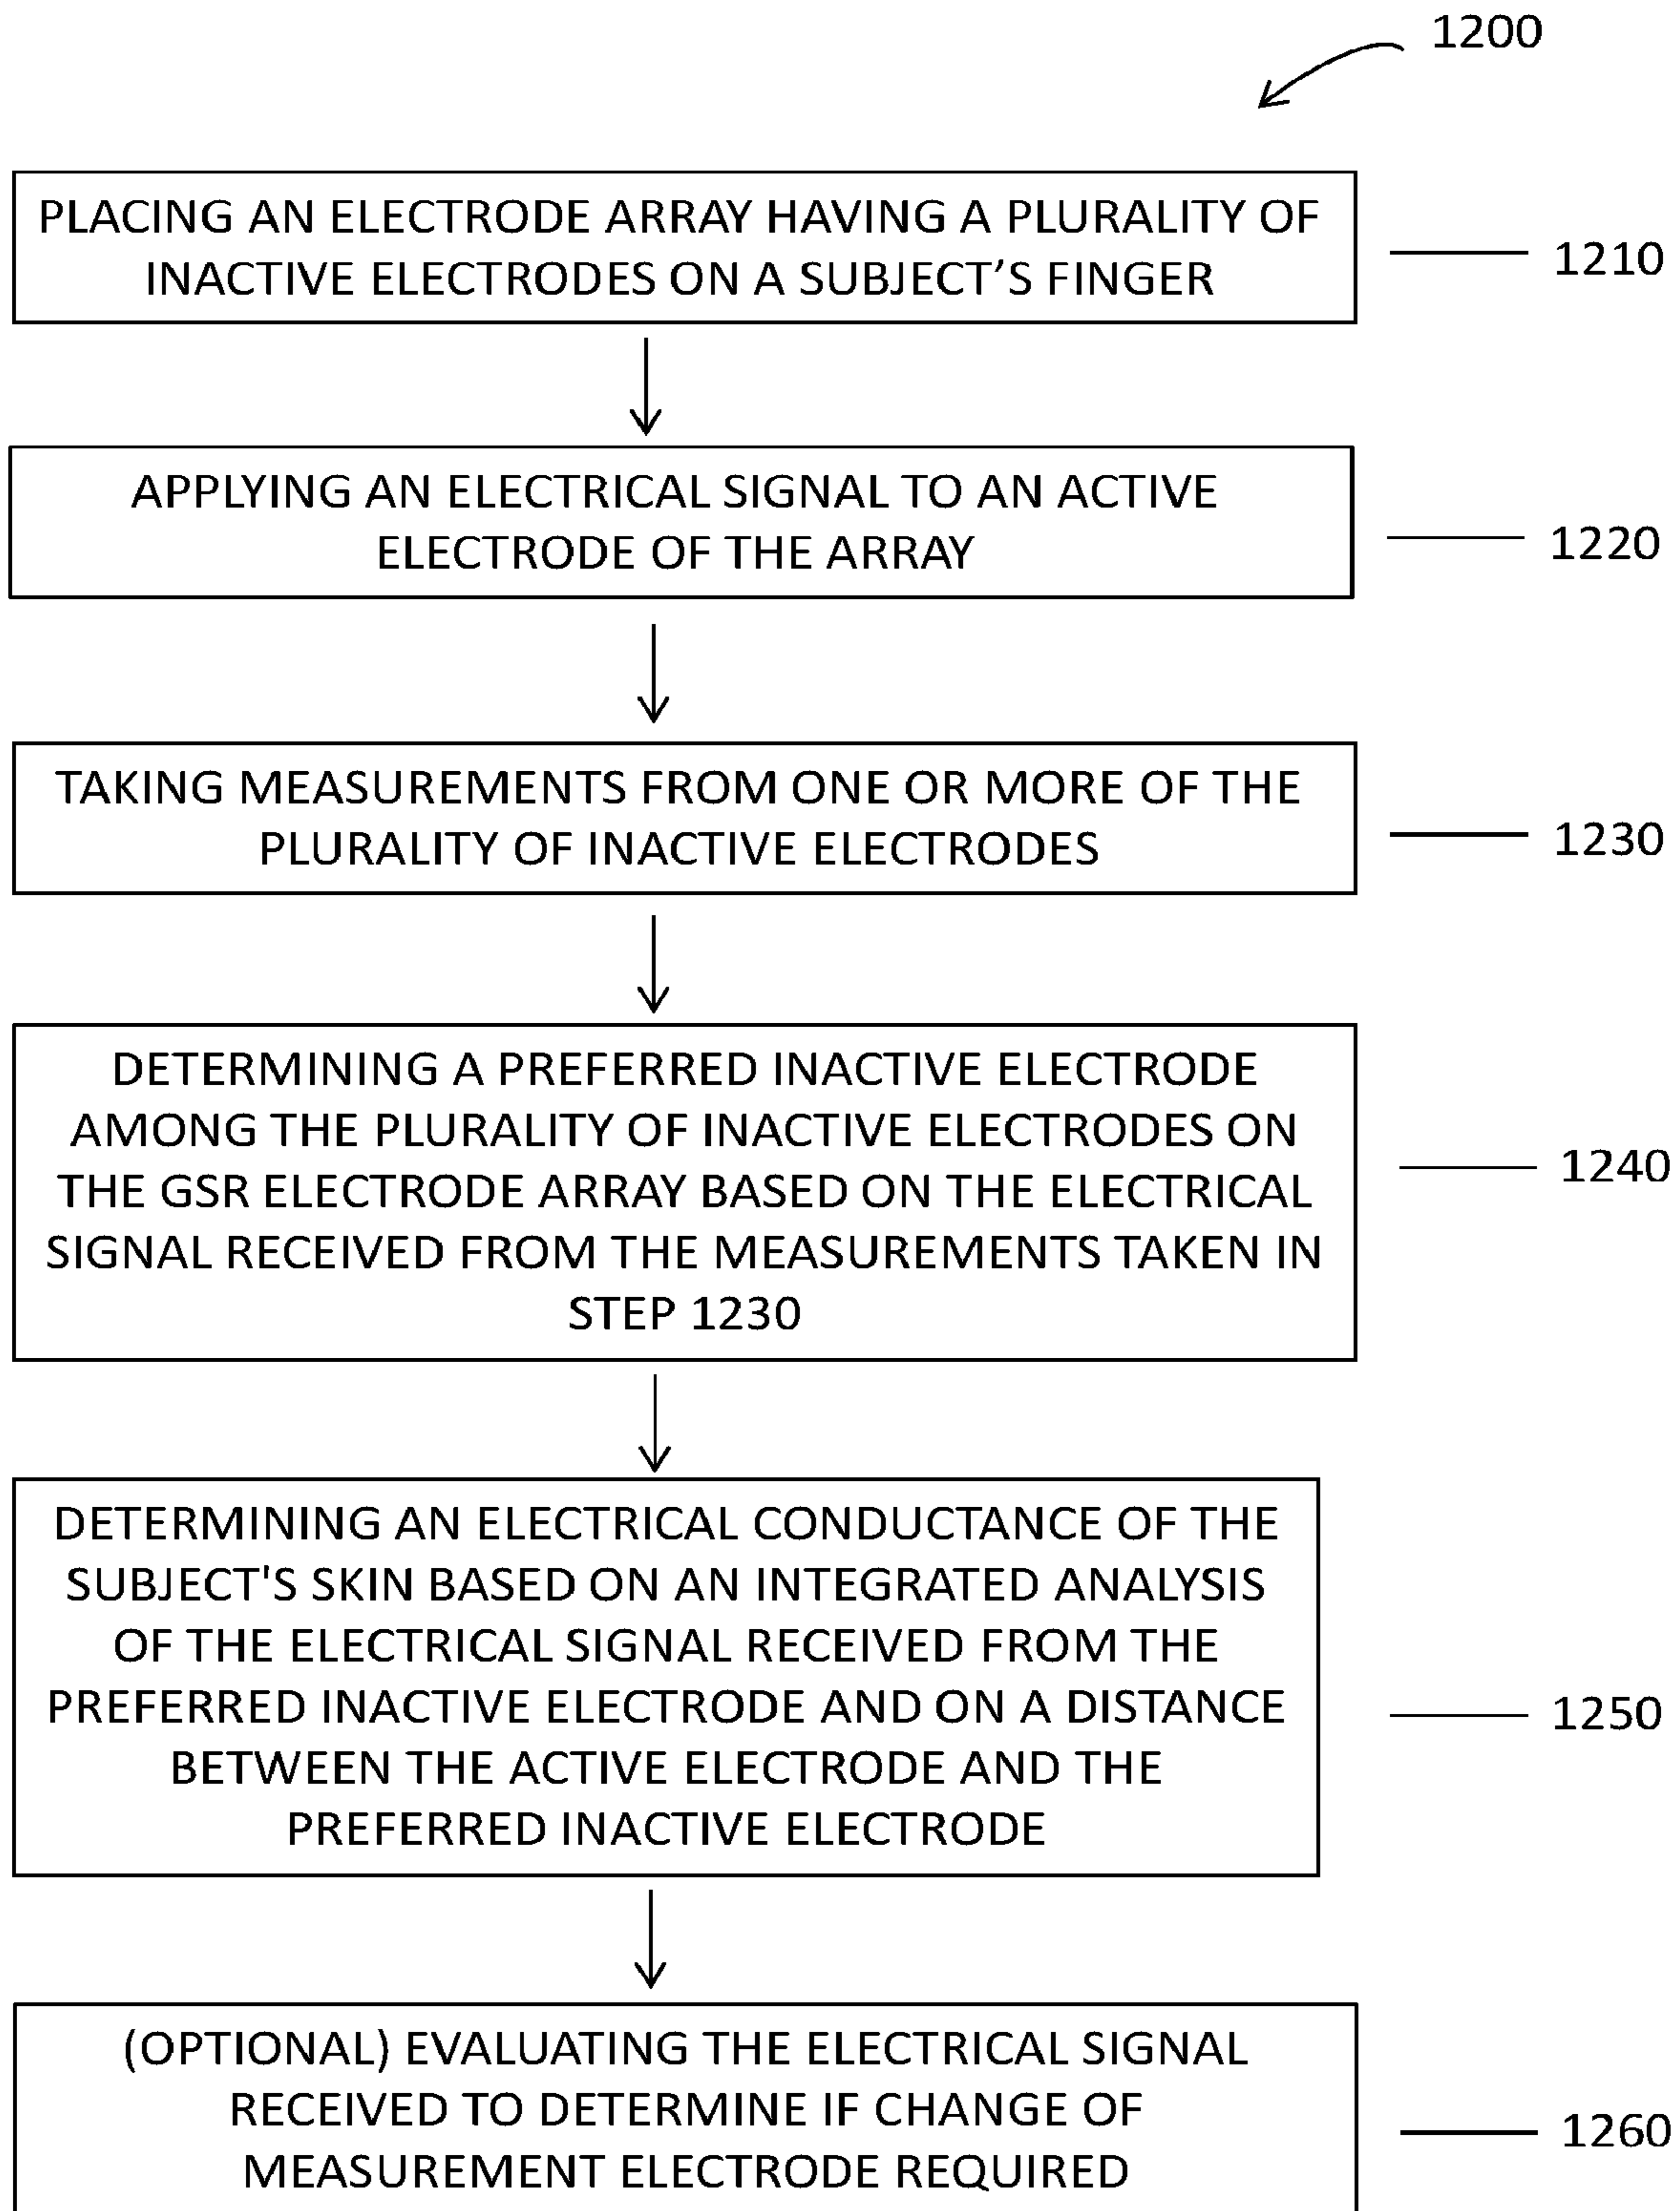 1200
PLACING AN ELECTRODE ARRAY HAVING A PLURALITY OF
INACTIVE ELECTRODES ON A SUBJECT’S FINGER
1210
APPLYING AN ELECTRICAL SIGNAL TO AN ACTIVE
ELECTRODE OF THE ARRAY
1220
TAKING MEASUREMENTS FROM ONE OR MORE OF THE
PLURALITY OF INACTIVE ELECTRODES
1230
DETERMINING A PREFERRED INACTIVE ELECTRODE
AMONG THE PLURALITY OF INACTIVE ELECTRODES ON
THE GSR ELECTRODE ARRAY BASED ON THE ELECTRICAL
SIGNAL RECEIVED FROM THE MEASUREMENTS TAKEN IN
STEP 1230
1240
DETERMINING AN ELECTRICAL CONDUCTANCE OF THE
SUBJECT'S SKIN BASED ON AN INTEGRATED ANALYSIS
OF THE ELECTRICAL SIGNAL RECEIVED FROM THE
PREFERRED INACTIVE ELECTRODE AND ON A DISTANCE
BETWEEN THE ACTIVE ELECTRODE AND THE
PREFERRED INACTIVE ELECTRODE
1250
(OPTIONAL) EVALUATING THE ELECTRICAL SIGNAL
RECEIVED TO DETERMINE IF CHANGE OF
MEASUREMENT ELECTRODE REQUIRED
1260